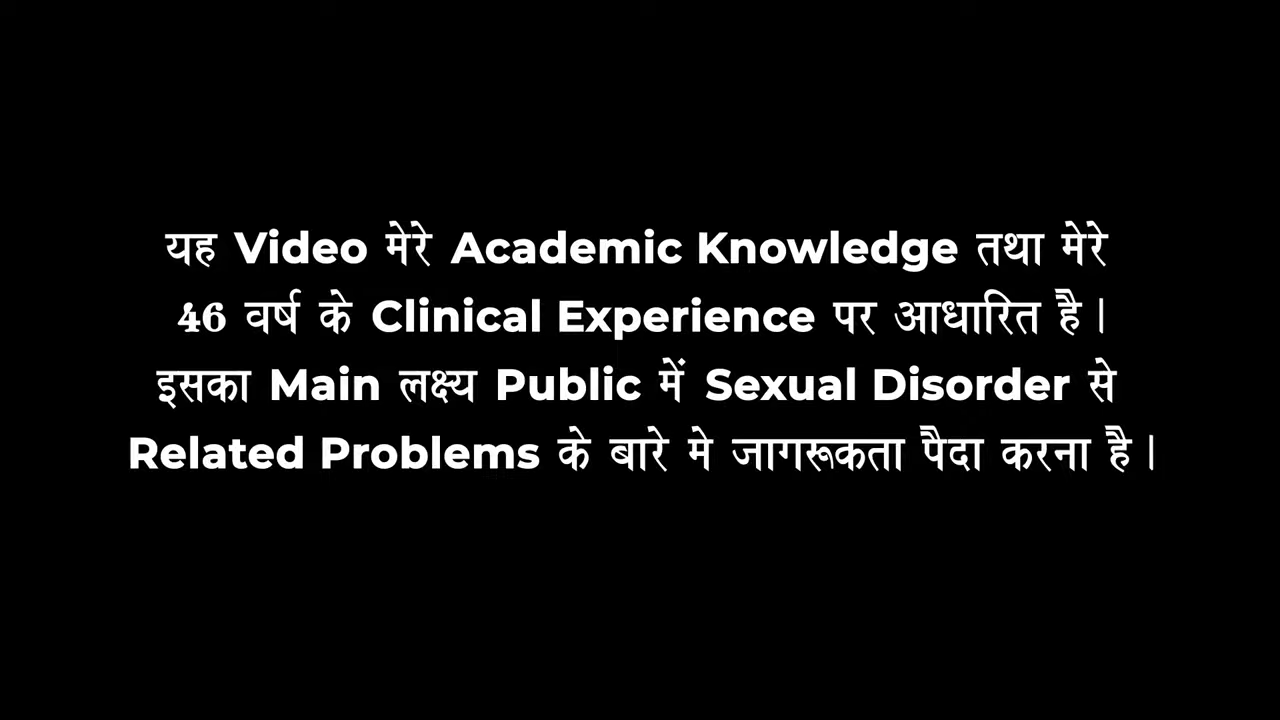 यह Video मेरे Academic Knowledge तथा मेरे
46 वर्ष के Clinical Experience पर आधारित है।
इसका Main लक्ष्य Public में Sexual Disorder से
Related Problems के बारे मे जागरूकता पैदा करना है।